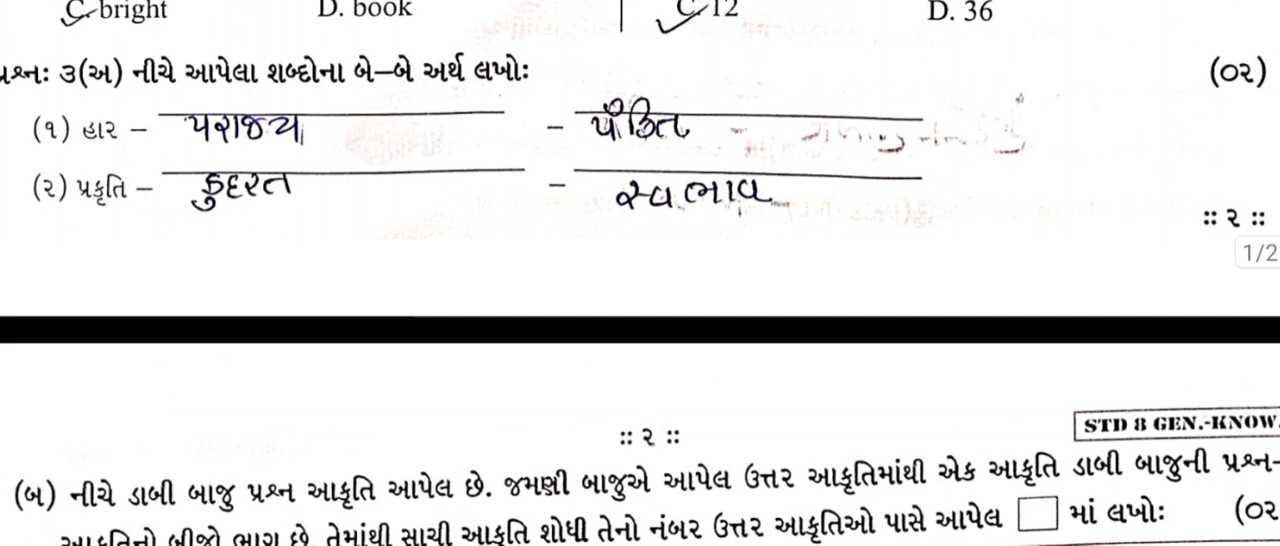 C. bright D. book C. 12 D. 36
પ્રશ્ન: ૩(અ) નીચે આપેલા શબ્દોના બે–બે અર્થ લખો: (૦૨)
(૧) હાર – પરાજય – પંક્તિ
(૨) પ્રકૃતિ – કુદરત – સ્વભાવ
:: ૨ ::
1/2
:: ૨ ::
STD 8 GEN.-KNOW.
(બ) નીચે ડાબી બાજુ પ્રશ્ન આકૃતિ આપેલ છે. જમણી બાજુએ આપેલ ઉત્તર આકૃતિમાંથી એક આકૃતિ ડાબી બાજુની પ્રશ્ન–
આકૃતિનો બીજો ભાગ છે. તેમાંથી સાચી આકૃતિ શોધી તેનો નંબર ઉત્તર આકૃતિઓ પાસે આપેલ માં લખો: (૦૨